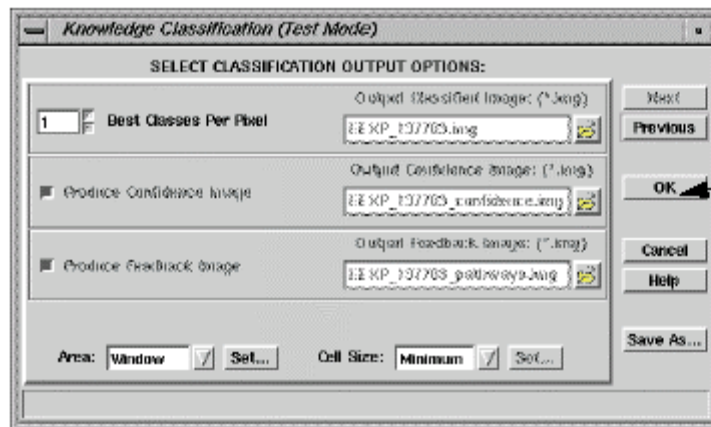 Knowledge Classification (Test Mode)
SELECT CLASSIFICATION OUTPUT OPTIONS:
Output Classified Image: (*.img)
1 Best Classes Per Pixel
Next
Previous
Output Confidence Image: (*.img)
Produce Confidence Image
OK
Output Feedback Image: (*.img)
Produce Feedback Image
Cancel
Help
Area: Window Set... Cell Size: Minimum Set...
Save As...